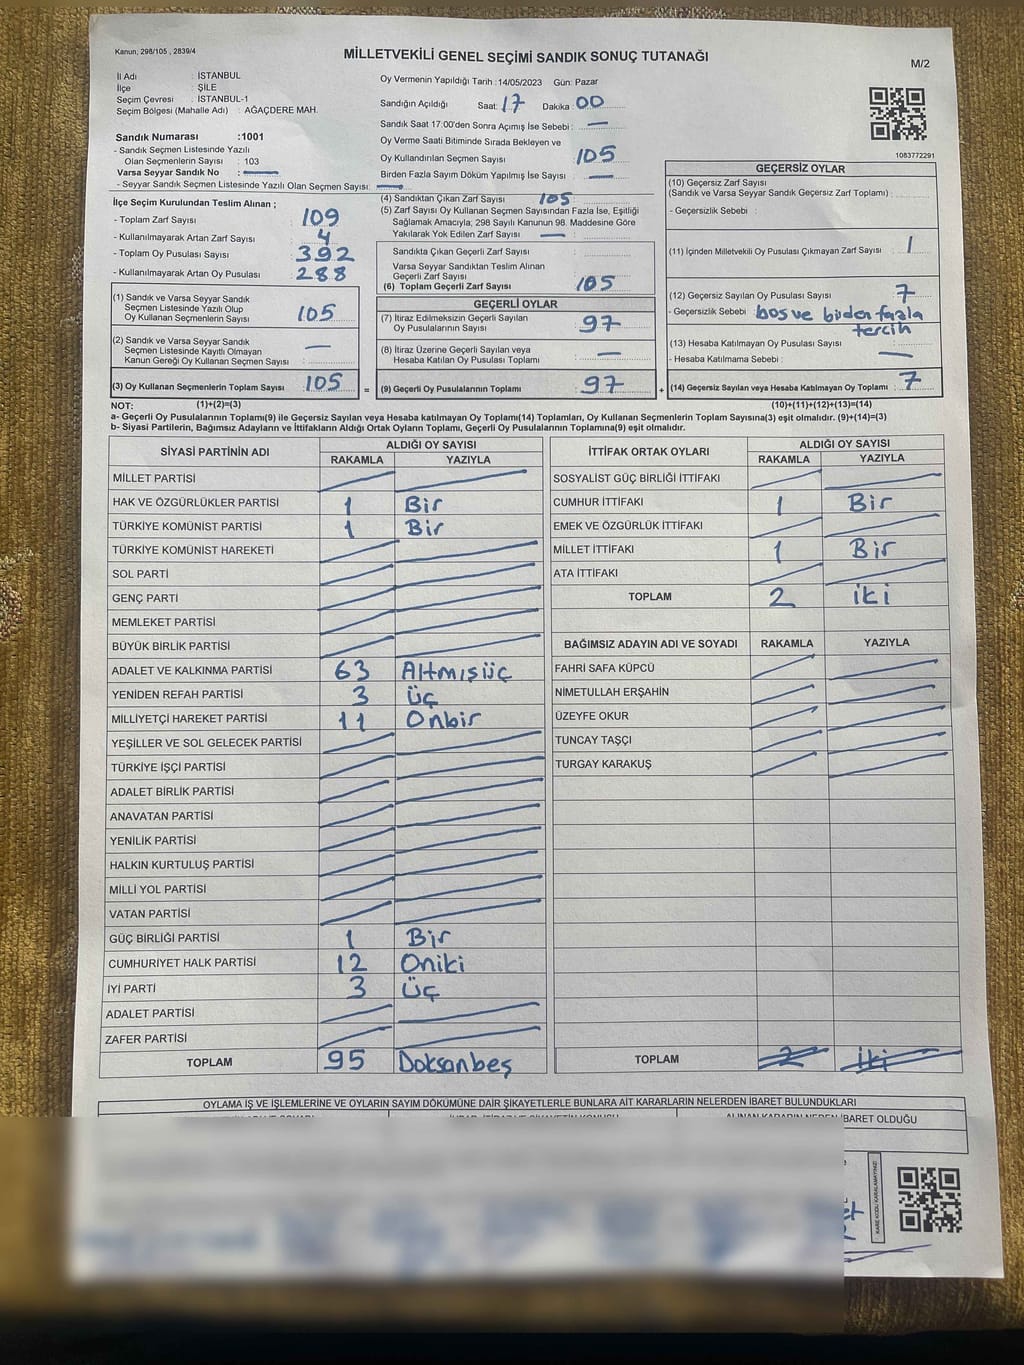 Kanun; 298/105 , 2839/4
MİLLETVEKİLİ GENEL SEÇİMİ SANDIK SONUÇ TUTANAĞI
M/2
İl Adı : İSTANBUL
İlçe : ŞİLE
Seçim Çevresi : İSTANBUL-1
Seçim Bölgesi (Mahalle Adı) : AĞAÇDERE MAH.
Sandık Numarası :1001
- Sandık Seçmen Listesinde Yazılı
Olan Seçmenlerin Sayısı : 103
Varsa Seyyar Sandık No : —
- Seyyar Sandık Seçmen Listesinde Yazılı Olan Seçmen Sayısı: —
Oy Vermenin Yapıldığı Tarih :14/05/2023 Gün: Pazar
Sandığın Açıldığı Saat: 17 Dakika: 00
Sandık Saat 17:00'den Sonra Açımış İse Sebebi : —
Oy Verme Saati Bitiminde Sırada Bekleyen ve
Oy Kullandırılan Seçmen Sayısı 105
Birden Fazla Sayım Döküm Yapılmış İse Sayısı : —
1083772291
İlçe Seçim Kurulundan Teslim Alınan ;
- Toplam Zarf Sayısı : 109
- Kullanılmayarak Artan Zarf Sayısı : 4
- Toplam Oy Pusulası Sayısı : 392
- Kullanılmayarak Artan Oy Pusulası : 288
(1) Sandık ve Varsa Seyyar Sandık
Seçmen Listesinde Yazılı Olup
Oy Kullanan Seçmenlerin Sayısı : 105
(2) Sandık ve Varsa Seyyar Sandık
Seçmen Listesinde Kayıtlı Olmayan
Kanun Gereği Oy Kullanan Seçmen Sayısı : —
(3) Oy Kullanan Seçmenlerin Toplam Sayısı : 105 =
(4) Sandıktan Çıkan Zarf Sayısı : 105
(5) Zarf Sayısı Oy Kullanan Seçmen Sayısından Fazla İse, Eşitliği
Sağlamak Amacıyla; 298 Sayılı Kanunun 98. Maddesine Göre
Yakılarak Yok Edilen Zarf Sayısı : —
Sandıkta Çıkan Geçerli Zarf Sayısı :
Varsa Seyyar Sandıktan Teslim Alınan
Geçerli Zarf Sayısı :
(6) Toplam Geçerli Zarf Sayısı : 105
GEÇERLİ OYLAR
(7) İtiraz Edilmeksizin Geçerli Sayılan
Oy Pusulalarının Sayısı : 97
(8) İtiraz Üzerine Geçerli Sayılan veya
Hesaba Katılan Oy Pusulası Toplamı : —
(9) Geçerli Oy Pusulalarının Toplamı : 97 +
GEÇERSİZ OYLAR
(10) Geçersiz Zarf Sayısı
(Sandık ve Varsa Seyyar Sandık Geçersiz Zarf Toplamı) :
- Geçersizlik Sebebi :
(11) İçinden Milletvekili Oy Pusulası Çıkmayan Zarf Sayısı : 1
(12) Geçersiz Sayılan Oy Pusulası Sayısı : 7
- Geçersizlik Sebebi : boş ve birden fazla
tercih
(13) Hesaba Katılmayan Oy Pusulası Sayısı :
- Hesaba Katılmama Sebebi : —
(14) Geçersiz Sayılan veya Hesaba Katılmayan Oy Toplamı : 7
NOT: (1)+(2)=(3) (10)+(11)+(12)+(13)=(14)
a- Geçerli Oy Pusulalarının Toplamı(9) ile Geçersiz Sayılan veya Hesaba katılmayan Oy Toplamı(14) Toplamları, Oy Kullanan Seçmenlerin Toplam Sayısına(3) eşit olmalıdır. (9)+(14)=(3)
b- Siyasi Partilerin, Bağımsız Adayların ve İttifakların Aldığı Ortak Oyların Toplamı, Geçerli Oy Pusulalarının Toplamına(9) eşit olmalıdır.
SİYASİ PARTİNİN ADI ALDIĞI OY SAYISI
RAKAMLA YAZIYLA
MİLLET PARTİSİ
HAK VE ÖZGÜRLÜKLER PARTİSİ 1 Bir
TÜRKİYE KOMÜNİST PARTİSİ 1 Bir
TÜRKİYE KOMÜNİST HAREKETİ
SOL PARTİ
GENÇ PARTİ
MEMLEKET PARTİSİ
BÜYÜK BİRLİK PARTİSİ
ADALET VE KALKINMA PARTİSİ 63 Altmışüç
YENİDEN REFAH PARTİSİ 3 Üç
MİLLİYETÇİ HAREKET PARTİSİ 11 Onbir
YEŞİLLER VE SOL GELECEK PARTİSİ
TÜRKİYE İŞÇİ PARTİSİ
ADALET BİRLİK PARTİSİ
ANAVATAN PARTİSİ
YENİLİK PARTİSİ
HALKIN KURTULUŞ PARTİSİ
MİLLİ YOL PARTİSİ
VATAN PARTİSİ
GÜÇ BİRLİĞİ PARTİSİ 1 Bir
CUMHURİYET HALK PARTİSİ 12 Oniki
İYİ PARTİ 3 Üç
ADALET PARTİSİ
ZAFER PARTİSİ
TOPLAM 95 Doksanbeş
İTTİFAK ORTAK OYLARI ALDIĞI OY SAYISI
RAKAMLA YAZIYLA
SOSYALİST GÜÇ BİRLİĞİ İTTİFAKI
CUMHUR İTTİFAKI 1 Bir
EMEK VE ÖZGÜRLÜK İTTİFAKI
MİLLET İTTİFAKI 1 Bir
ATA İTTİFAKI
TOPLAM 2 iki
BAĞIMSIZ ADAYIN ADI VE SOYADI RAKAMLA YAZIYLA
FAHRİ SAFA KÜPCÜ
NİMETULLAH ERŞAHİN
ÜZEYFE OKUR
TUNCAY TAŞÇI
TURGAY KARAKUŞ
TOPLAM 2 iki
OYLAMA İŞ VE İŞLEMLERİNE VE OYLARIN SAYIM DÖKÜMÜNE DAİR ŞİKAYETLERLE BUNLARA AİT KARARLARIN NELERDEN İBARET BULUNDUKLARI
ALINAN KARARIN NEDEN İBARET OLDUĞU